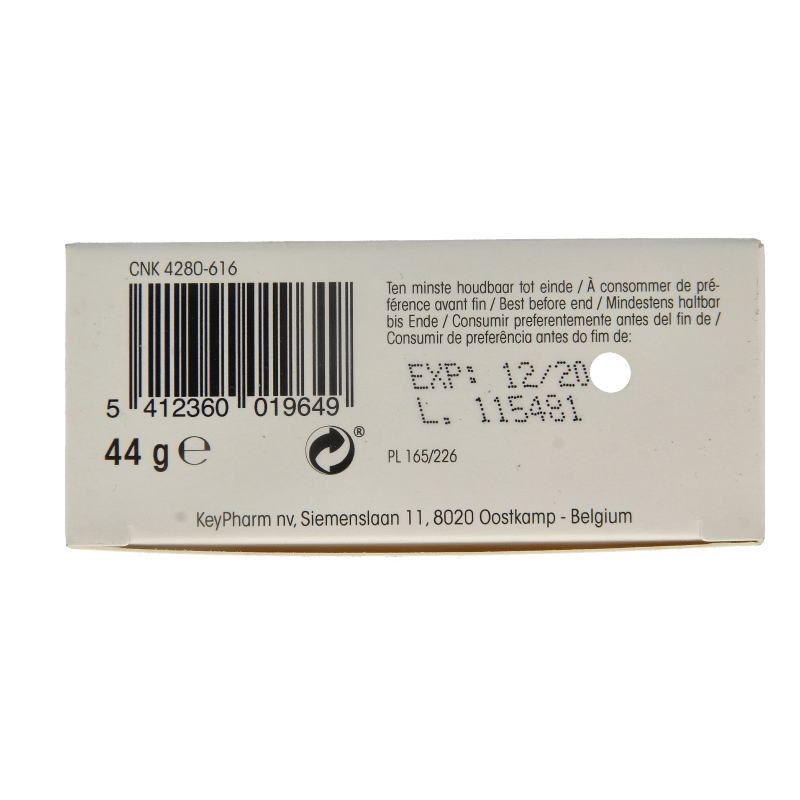 CNK 4280-616
5 412360 019649
44 g ℮
Ten minste houdbaar tot einde / À consommer de pré-
férence avant fin / Best before end / Mindestens haltbar
bis Ende / Consumir preferentemente antes del fin de /
Consumir de preferência antes do fim de:
EXP: 12/20
L. 115481
®
PL 165/226
KeyPharm nv, Siemenslaan 11, 8020 Oostkamp - Belgium